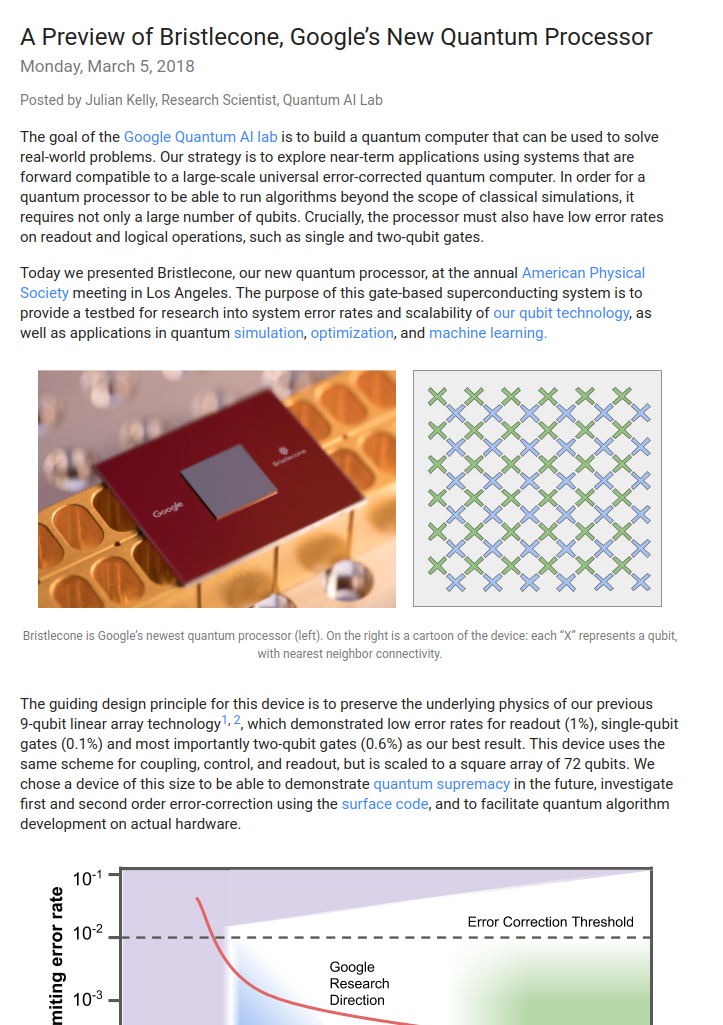 A Preview of Bristlecone, Google’s New Quantum Processor
Monday, March 5, 2018
Posted by Julian Kelly, Research Scientist, Quantum AI Lab
The goal of the Google Quantum AI lab is to build a quantum computer that can be used to solve
real-world problems. Our strategy is to explore near-term applications using systems that are
forward compatible to a large-scale universal error-corrected quantum computer. In order for a
quantum processor to be able to run algorithms beyond the scope of classical simulations, it
requires not only a large number of qubits. Crucially, the processor must also have low error rates
on readout and logical operations, such as single and two-qubit gates.
Today we presented Bristlecone, our new quantum processor, at the annual American Physical
Society meeting in Los Angeles. The purpose of this gate-based superconducting system is to
provide a testbed for research into system error rates and scalability of our qubit technology, as
well as applications in quantum simulation, optimization, and machine learning.
Google
Bristlecone
Bristlecone is Google’s newest quantum processor (left). On the right is a cartoon of the device: each “X” represents a qubit,
with nearest neighbor connectivity.
The guiding design principle for this device is to preserve the underlying physics of our previous
9-qubit linear array technology1, 2, which demonstrated low error rates for readout (1%), single-qubit
gates (0.1%) and most importantly two-qubit gates (0.6%) as our best result. This device uses the
same scheme for coupling, control, and readout, but is scaled to a square array of 72 qubits. We
chose a device of this size to be able to demonstrate quantum supremacy in the future, investigate
first and second order error-correction using the surface code, and to facilitate quantum algorithm
development on actual hardware.
10-1
10-2
10-3
miting error rate
Error Correction Threshold
Google
Research
Direction